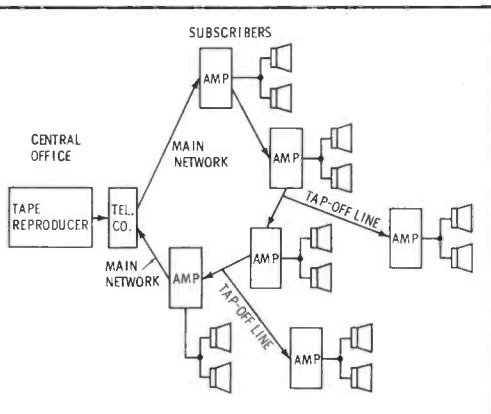 SUBSCRIBERS
AMP
CENTRAL
OFFICE
MAIN
NETWORK
AMP
TAPE
REPRODUCER
TEL.
CO.
TAP-OFF LINE
AMP
AMP
MAIN
NETWORK
AMP
TAP-OFF LINE
AMP